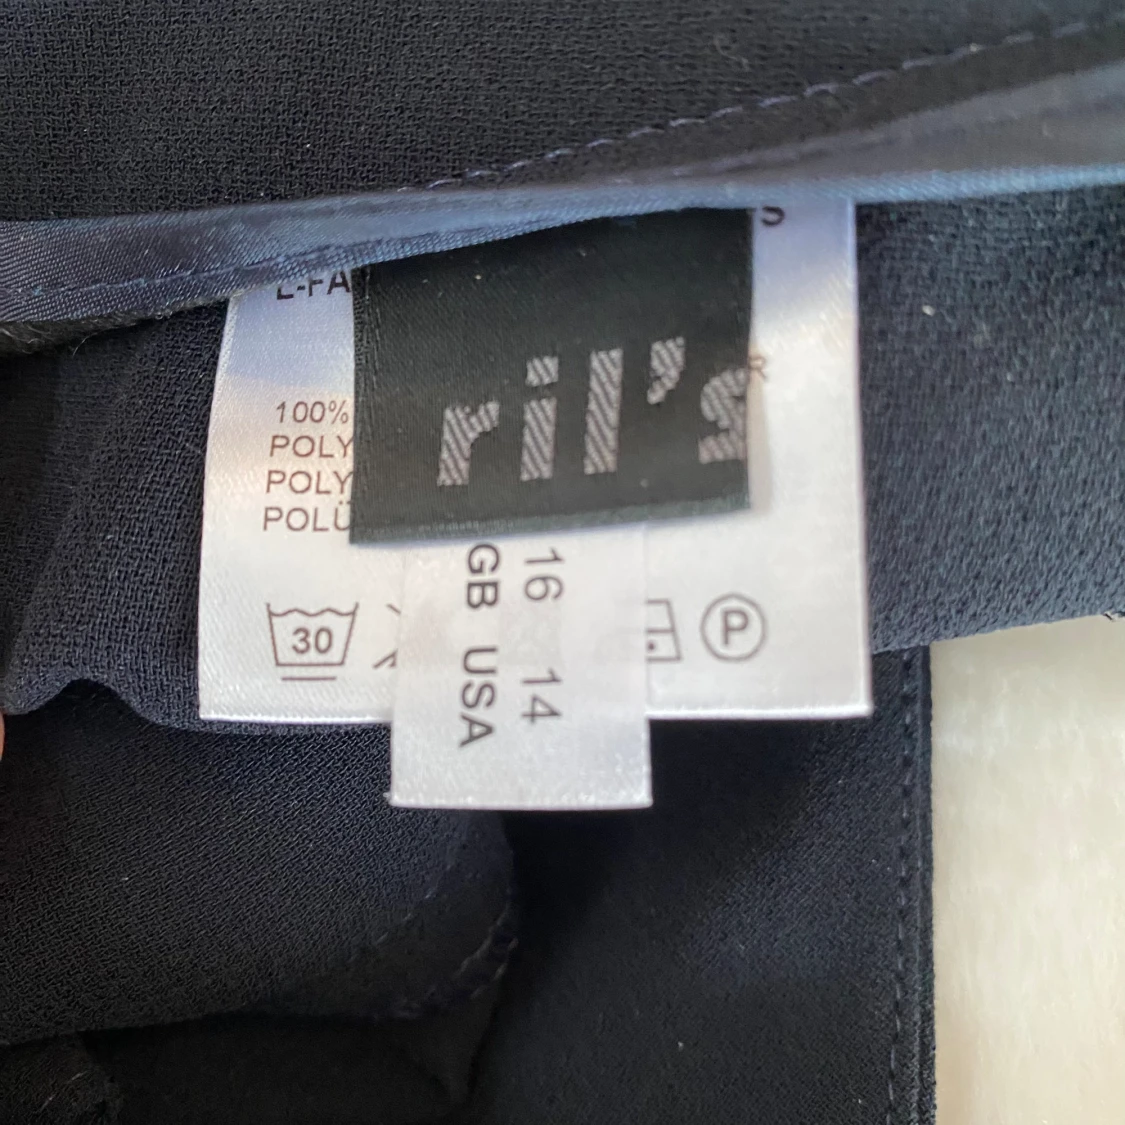 L-FA
S
ril's
R
100%
POLY
POLY
POLÜ
30
P
GB USA
16 14